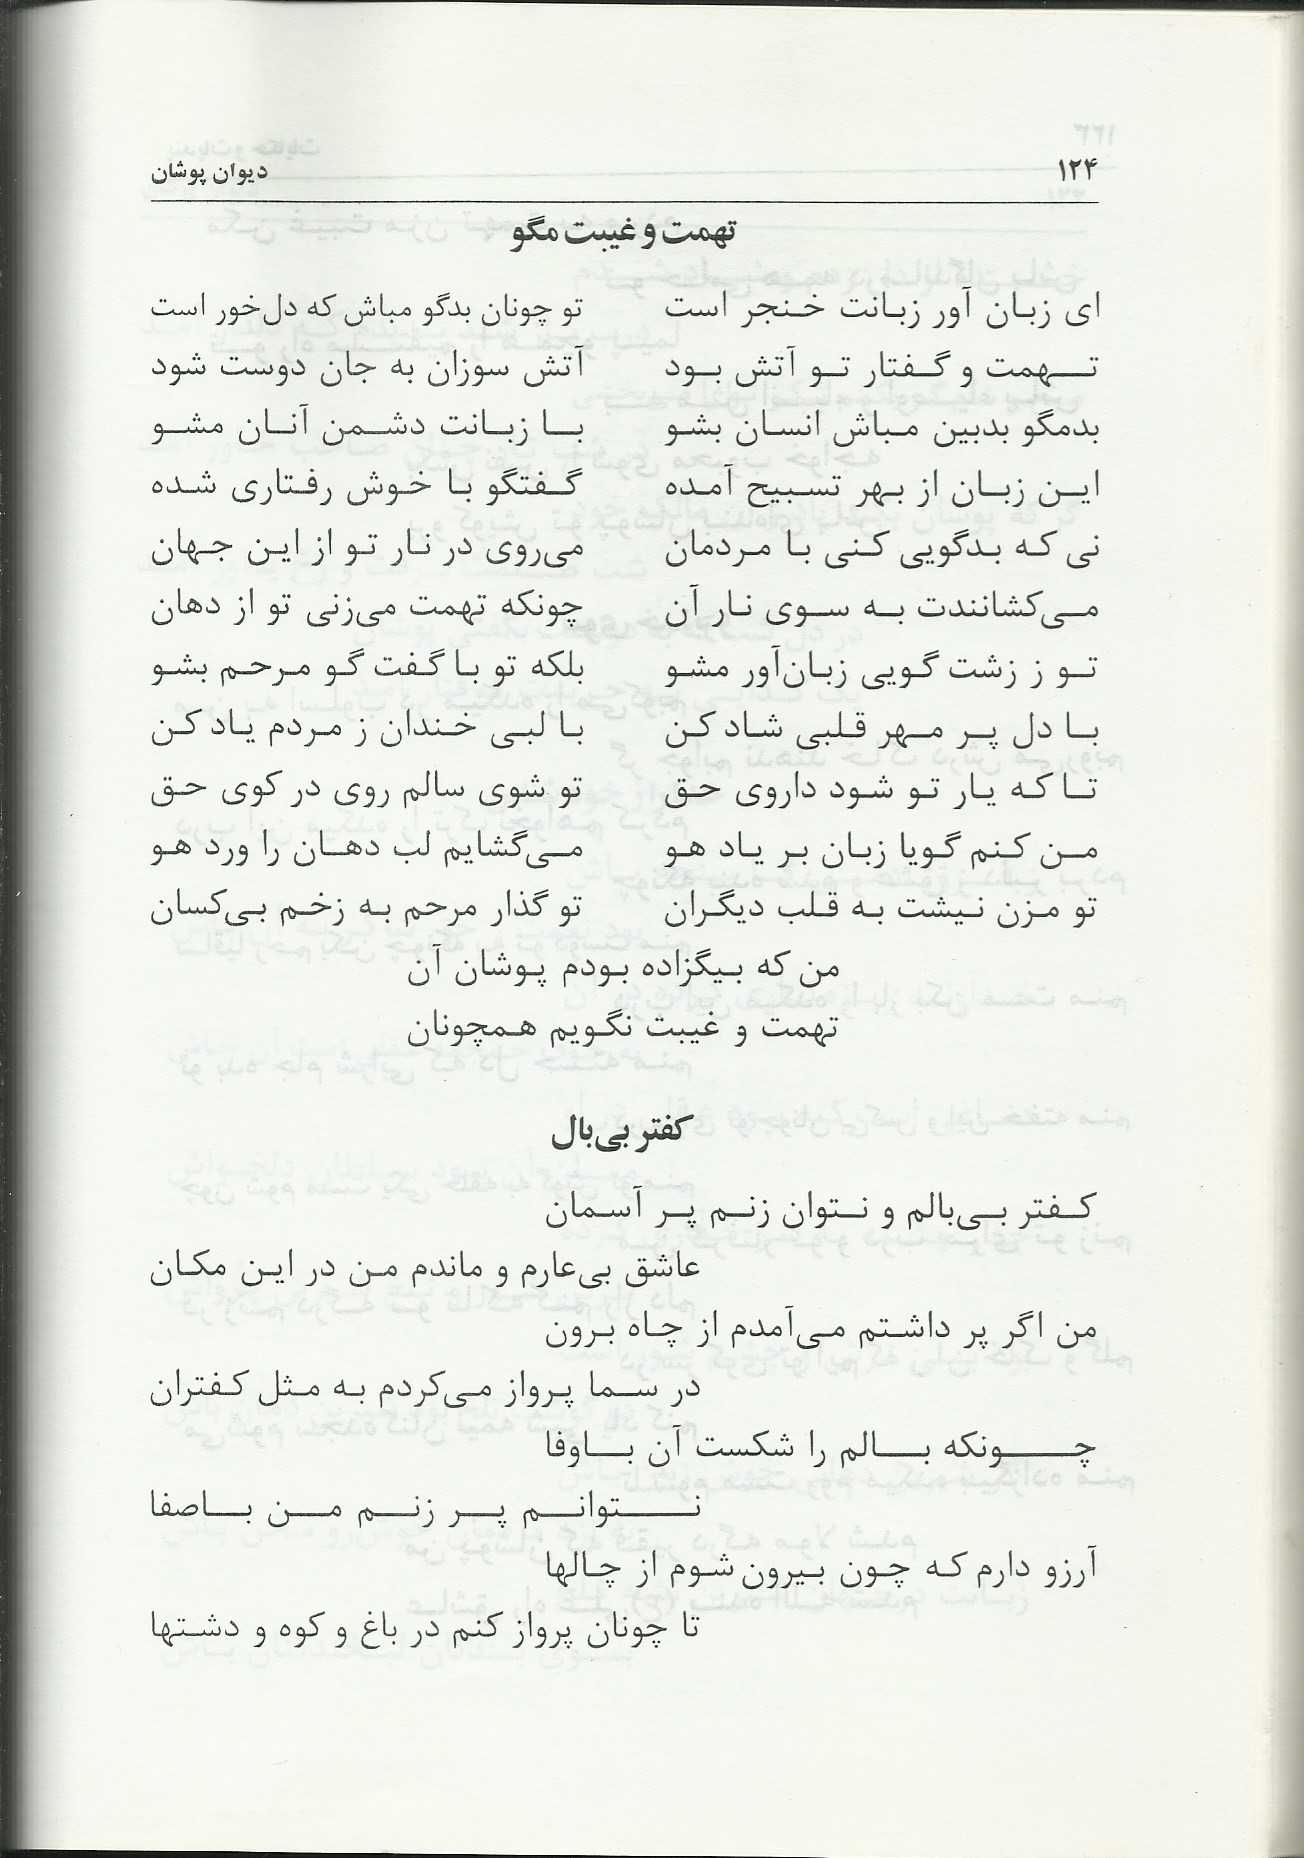 ۱۲۴ دیوان پوشان
تهمت و غیبت مگو
ای زبان آور زبانت خنجر است تو چونان بدگو مباش که دل‌خور است
تهمت و گفتار تو آتش بود آتش سوزان به جان دوست شود
بدمگو بدبین مباش انسان بشو با زبانت دشمن آنان مشو
این زبان از بهر تسبیح آمده گفتگو با خوش رفتاری شده
نی که بدگویی کنی با مردمان می‌روی در نار تو از این جهان
می‌کشانندت به سوی نار آن چونکه تهمت می‌زنی تو از دهان
تو ز زشت گویی زبان‌آور مشو بلکه تو با گفت گو مرحم بشو
با دل پر مهر قلبی شاد کن با لبی خندان ز مردم یاد کن
تا که یار تو شود داروی حق تو شوی سالم روی در کوی حق
من کنم گویا زبان بر یاد هو می‌گشایم لب دهان را ورد هو
تو مزن نیشت به قلب دیگران تو گذار مرحم به زخم بی‌کسان
من که بیگزاده بودم پوشان آن
تهمت و غیبت نگویم همچونان
کفتر بی‌بال
کفتر بی‌بالم و نتوان زنم پر آسمان
عاشق بی‌عارم و ماندم من در این مکان
من اگر پر داشتم می‌آمدم از چاه برون
در سما پرواز می‌کردم به مثل کفتران
چونکه بالم را شکست آن باوفا
نتوانم پر زنم من باصفا
آرزو دارم که چون بیرون شوم از چالها
تا چونان پرواز کنم در باغ و کوه و دشتها